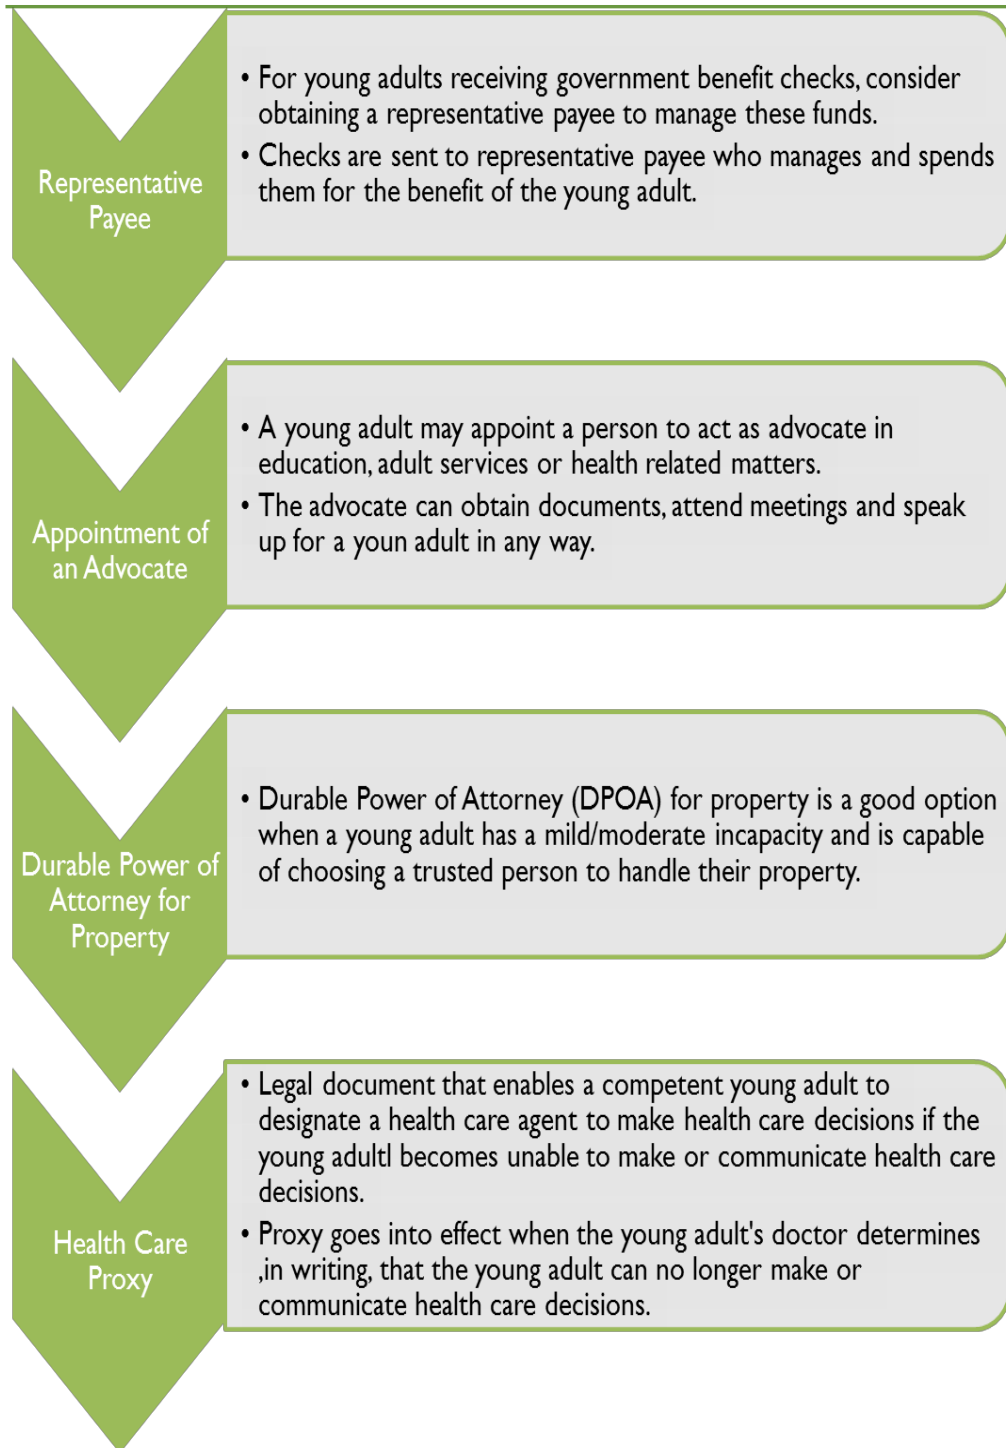 Representative
Payee
• For young adults receiving government benefit checks, consider
obtaining a representative payee to manage these funds.
• Checks are sent to representative payee who manages and spends
them for the benefit of the young adult.
Appointment of
an Advocate
• A young adult may appoint a person to act as advocate in
education, adult services or health related matters.
• The advocate can obtain documents, attend meetings and speak
up for a youn adult in any way.
Durable Power of
Attorney for
Property
• Durable Power of Attorney (DPOA) for property is a good option
when a young adult has a mild/moderate incapacity and is capable
of choosing a trusted person to handle their property.
Health Care
Proxy
• Legal document that enables a competent young adult to
designate a health care agent to make health care decisions if the
young adultl becomes unable to make or communicate health care
decisions.
• Proxy goes into effect when the young adult's doctor determines
,in writing, that the young adult can no longer make or
communicate health care decisions.